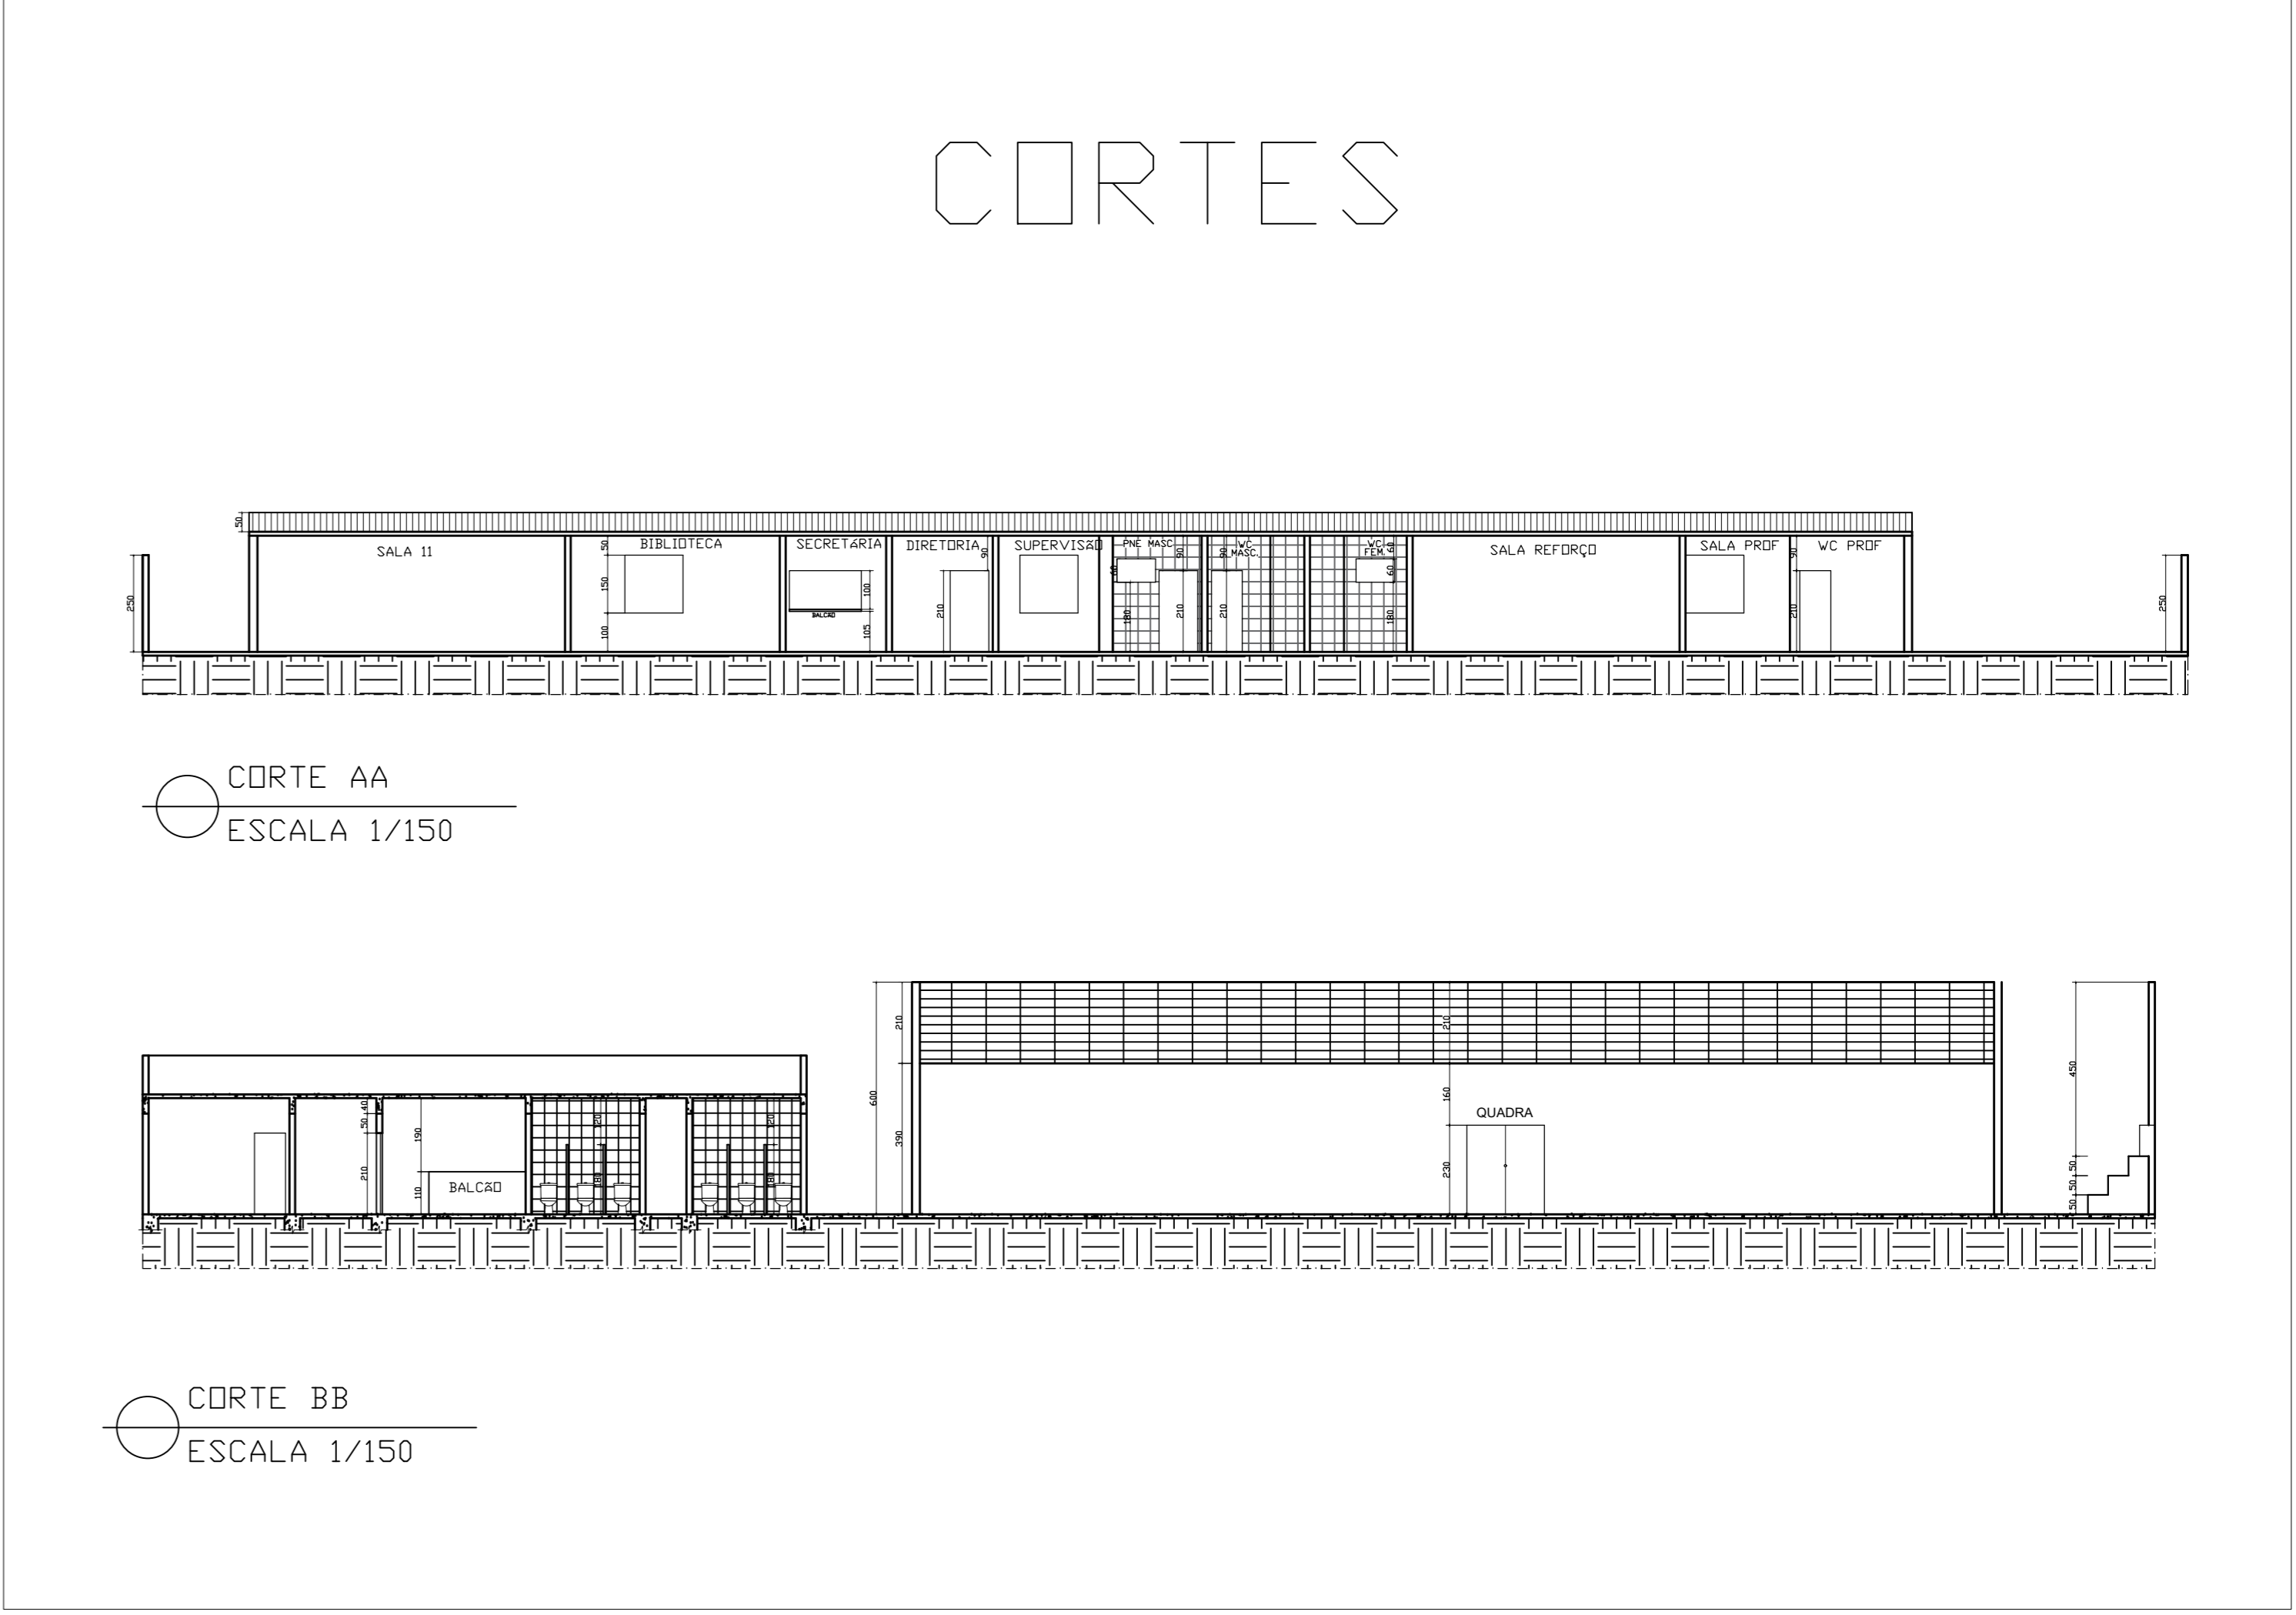 CORTES
50
SALA 11
BIBLIOTECA
SECRETáRIA
DIRETORIA
SUPERVISãO
PNE MASC
WC
MASC.
WC
FEM.
SALA REFORÇO
SALA PROF
WC PROF
250
50
150
100
BALCÃO
100
105
90
210
60
180
90
210
90
210
60
60
180
90
210
250
CORTE AA
ESCALA 1/150
40
50
210
190
110
BALCãO
120
180
120
180
600
210
390
210
160
230
QUADRA
450
50
50
50
CORTE BB
ESCALA 1/150